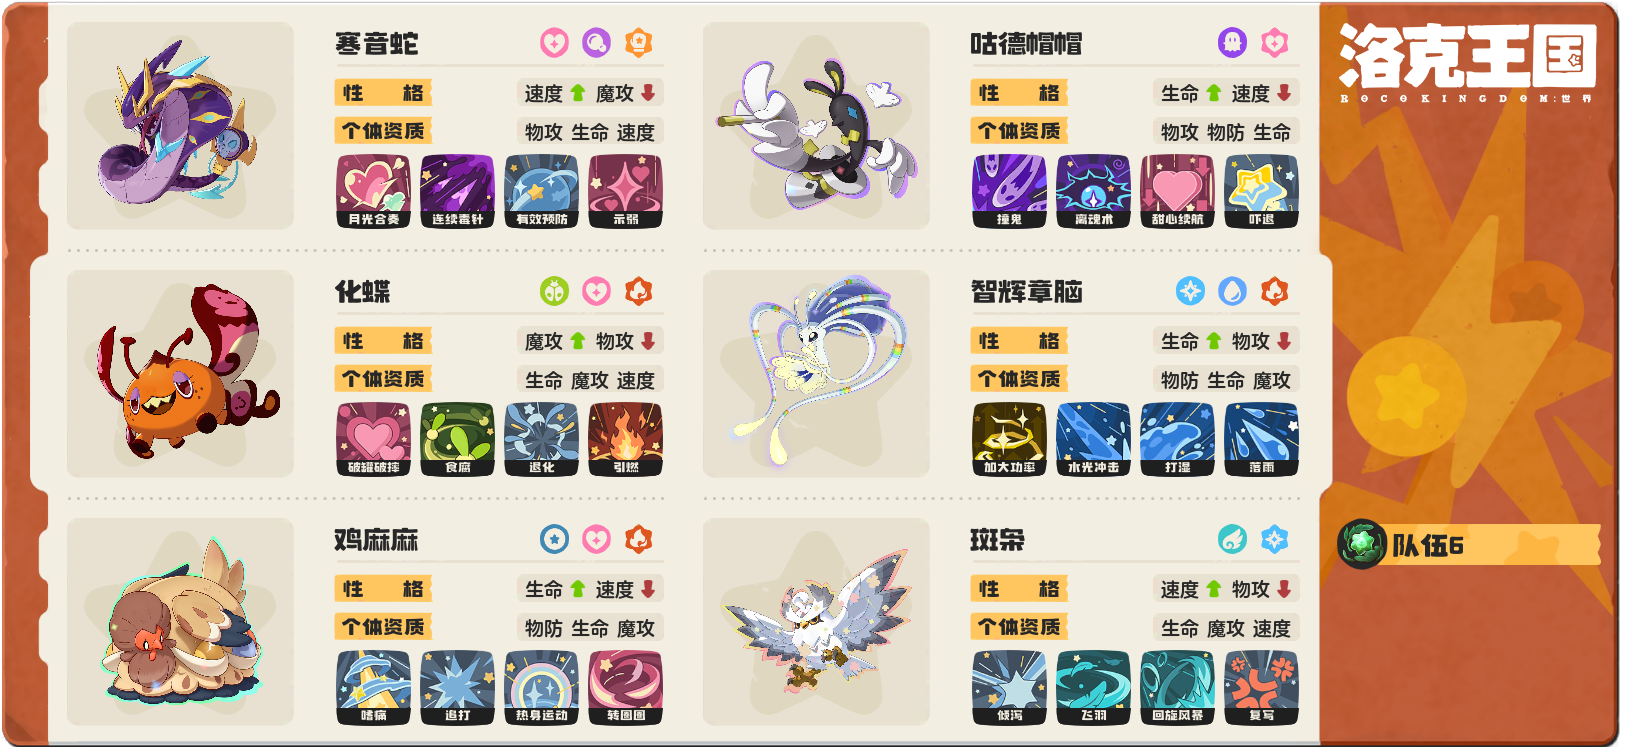 寒音蛇
性 格
速度 魔攻
个体资质
物攻 生命 速度
月光合奏 连续毒针 有效预防 示弱
咕德帽帽
性 格
生命 速度
个体资质
物攻 物防 生命
撞鬼 离魂术 甜心续航 吓退
化蝶
性 格
魔攻 物攻
个体资质
生命 魔攻 速度
破罐破摔 食腐 退化 引燃
智辉章脑
性 格
生命 物攻
个体资质
物防 生命 魔攻
加大功率 水光冲击 打湿 落雨
鸡麻麻
性 格
生命 速度
个体资质
物防 生命 魔攻
嗜痛 追打 热身运动 转圈圈
斑枭
性 格
速度 物攻
个体资质
生命 魔攻 速度
倾泻 飞羽 回旋风暴 复写
洛克王国
ROCOKINGDOM:世界
队伍6